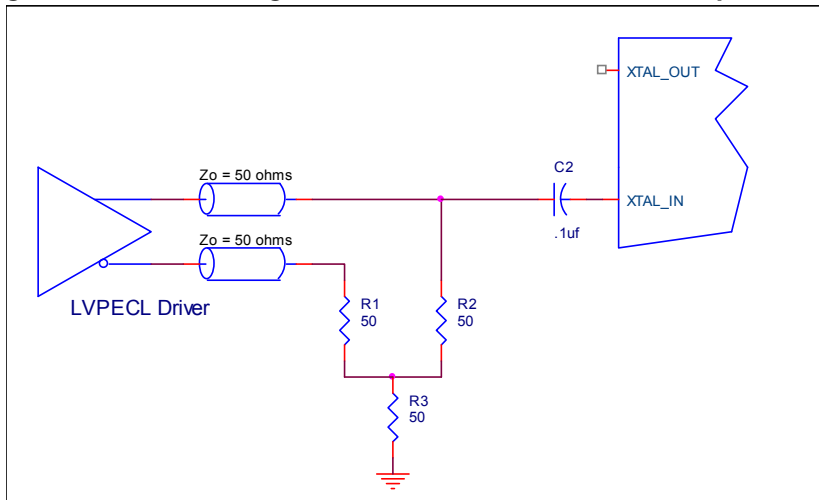 XTAL_OUT
Zo = 50 ohms
C2
XTAL_IN
.1uf
Zo = 50 ohms
LVPECL Driver
R1
50
R2
50
R3
50